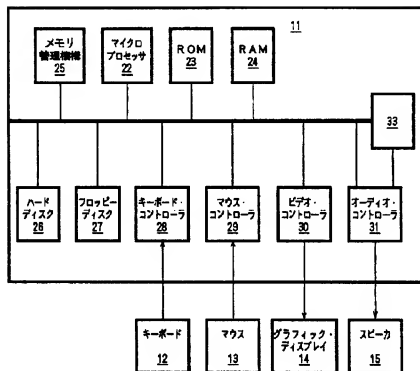 11
メモリ
管理機構
25
マイクロ
プロセッサ
22
ROM
23
RAM
24
33
ハード
ディスク
26
フロッピー
ディスク
27
キーボード・
コントローラ
28
マウス・
コントローラ
29
ビデオ・
コントローラ
30
オーディオ・
コントローラ
31
キーボード
12
マウス
13
グラフィック・
ディスプレイ
14
スピーカ
15